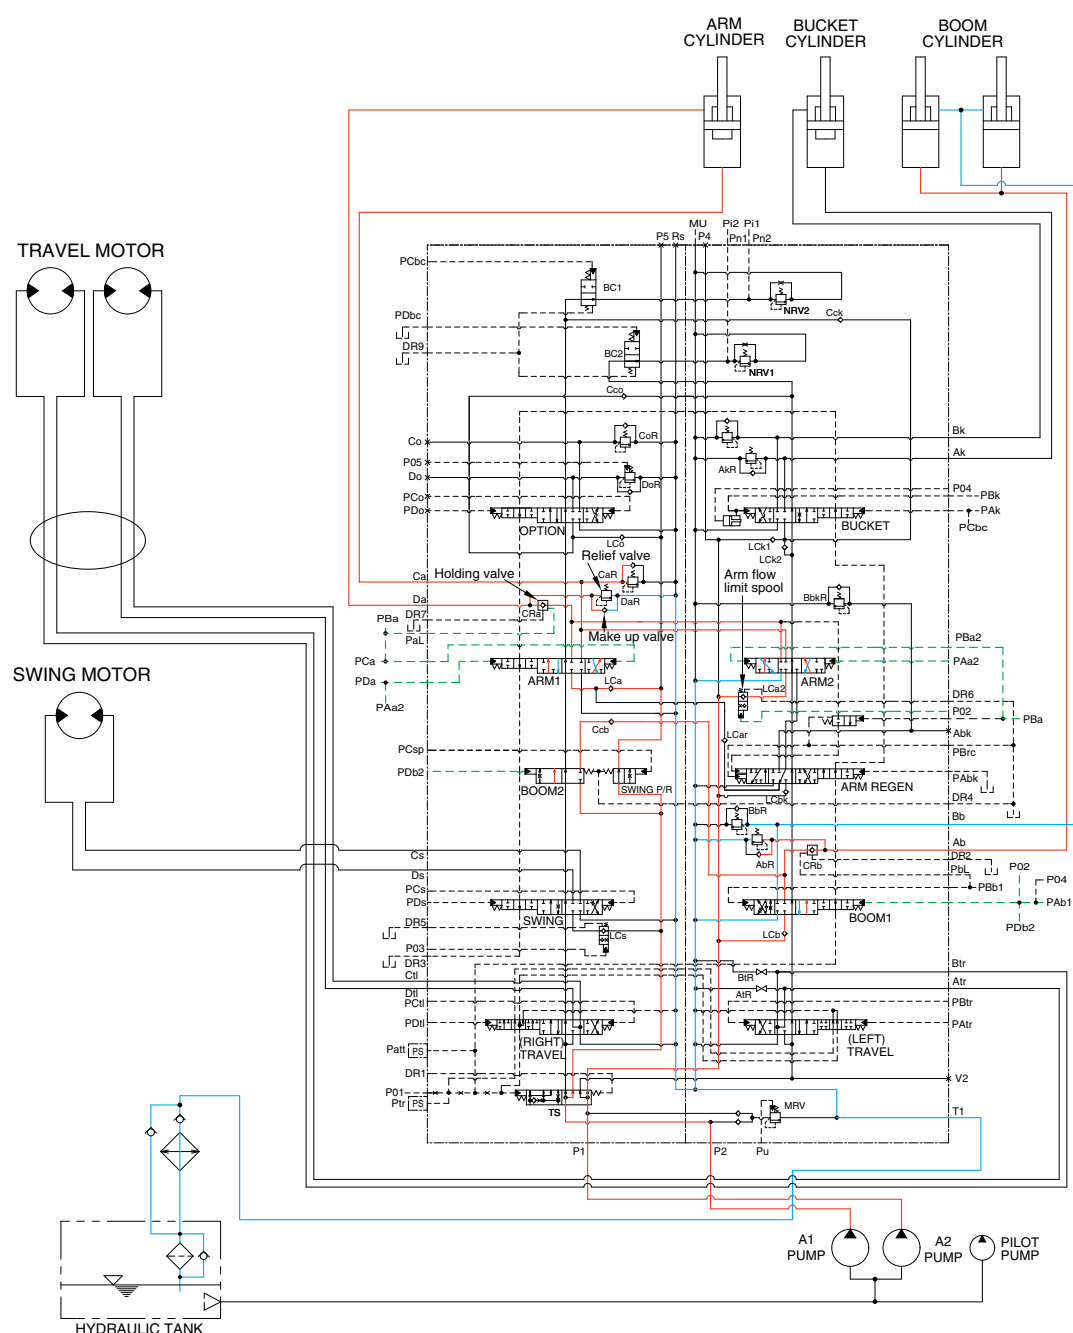 ARM
CYLINDER
BUCKET
CYLINDER
BOOM
CYLINDER
TRAVEL MOTOR
SWING MOTOR
MU
Pi2 Pi1
P5 Rs
P4
Pn1
Pn2
PCbc
BC1
NRV2
Cck
PDbc
DR9
BC2
NRV1
Cco
Co
CoR
Bk
Ak
P05
Do
DoR
AkR
P04
PBk
PCo
PDo
PAk
PCbc
OPTION
BUCKET
LCo
LCk1
LCk2
Relief valve
Holding valve
Arm flow
limit spool
Ca
CaR
Da
DaR
BbkR
CRa
DR7
PBa
PaL
Make up valve
PBa2
PCa
PAa2
PDa
PAa2
ARM1
ARM2
LCa
LCa2
DR6
P02
PBa
Ccb
LCar
Abk
PCsp
PBrc
PDb2
PAbk
BOOM2
SWING P/R
ARM REGEN
LCbk
DR4
BbR
Bb
AbR
Ab
CRb
DR2
PbL
Cs
Ds
P02
P04
PCs
PBb1
PDs
PAb1
SWING
BOOM1
PDb2
DR5
LCs
LCb
P03
DR3
Btr
Ctl
BtR
Atr
Dtl
AtR
PCtl
PBtr
PDtl
PAtr
(RIGHT)
TRAVEL
(LEFT)
TRAVEL
Patt
PS
DR1
P01
V2
Ptr
PS
TS
MRV
T1
P1
P2
Pu
A1
PUMP
A2
PUMP
PILOT
PUMP
HYDRAULIC TANK